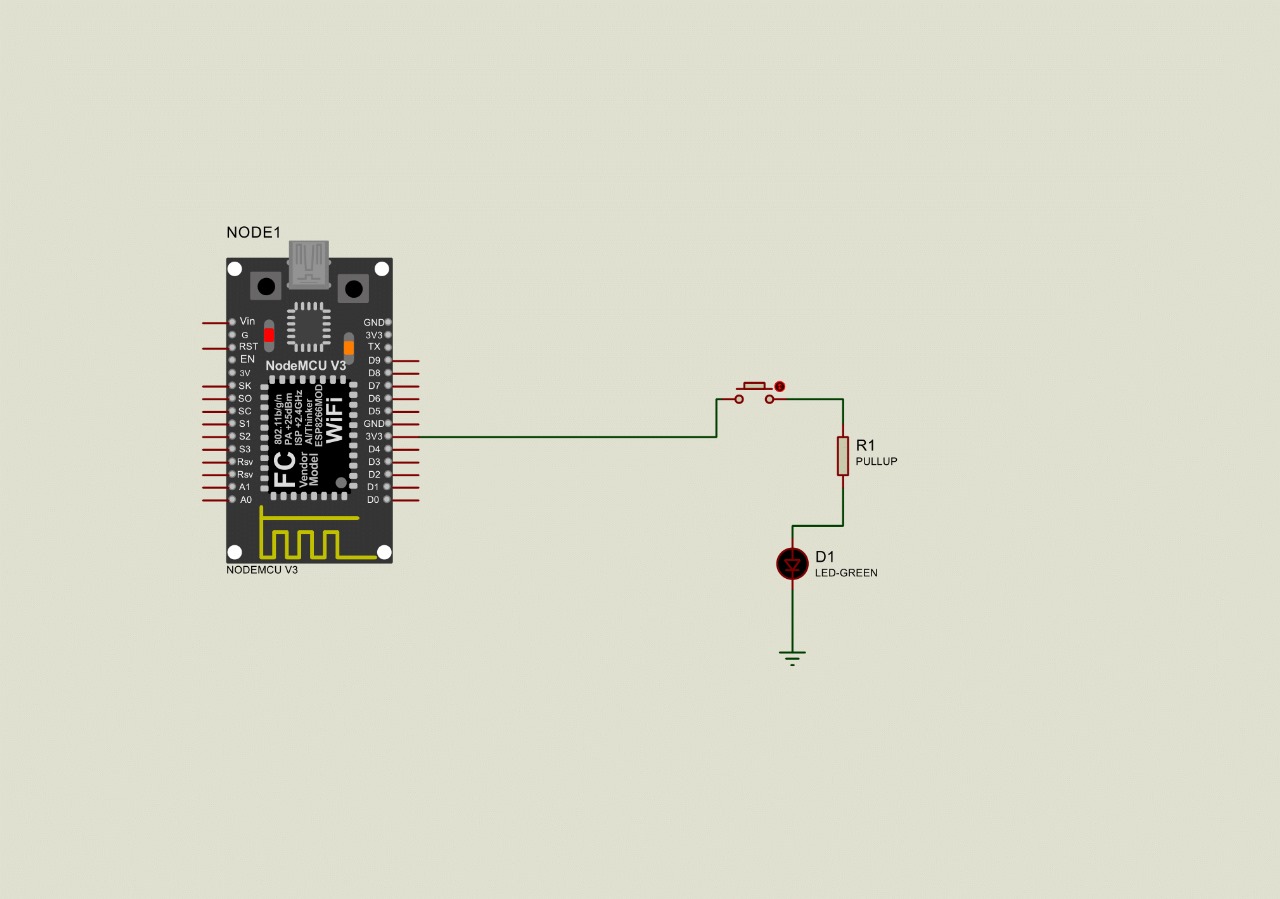 NODE1
Vin
G
RST
EN
3V
SK
SO
SC
S1
S2
S3
Rsv
Rsv
A1
A0
GND
3V3
TX
D9
D8
D7
D6
D5
GND
3V3
D4
D3
D2
D1
D0
NodeMCU V3
802.11b/g/n
PA +25dBm
ISP +2.4GHz
AI/Thinker
ESP8266MOD
WiFi
FC
Vendor
Model
NODEMCU V3
R1
PULLUP
D1
LED-GREEN